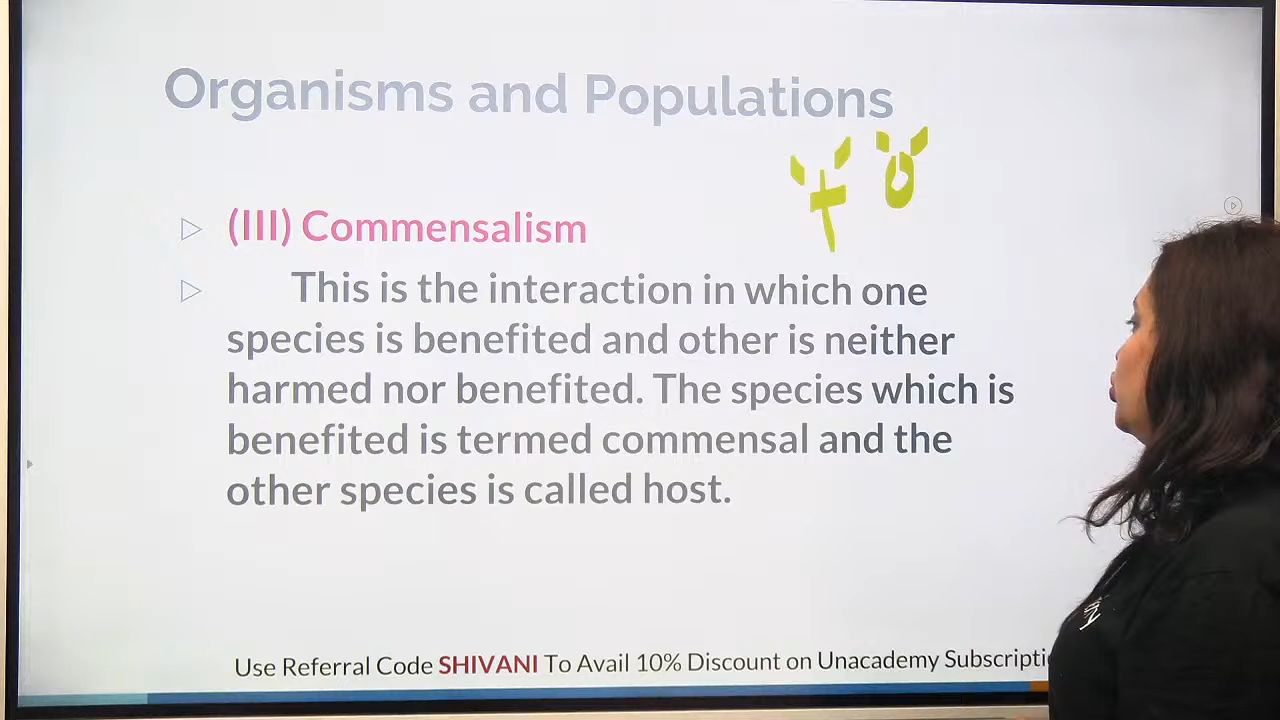 Organisms and Populations
+ 0
(III) Commensalism
This is the interaction in which one
species is benefited and other is neither
harmed nor benefited. The species which is
benefited is termed commensal and the
other species is called host.
Use Referral Code SHIVANI To Avail 10% Discount on Unacademy